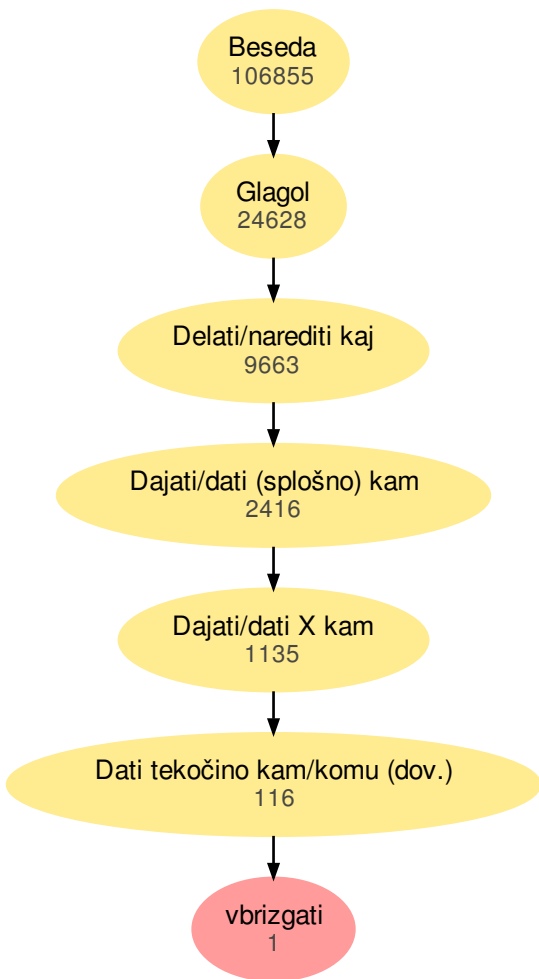 Beseda
106855
Glagol
24628
Delati/narediti kaj
9663
Dajati/dati (splošno) kam
2416
Dajati/dati X kam
1135
Dati tekočino kam/komu (dov.)
116
vbrizgati
1